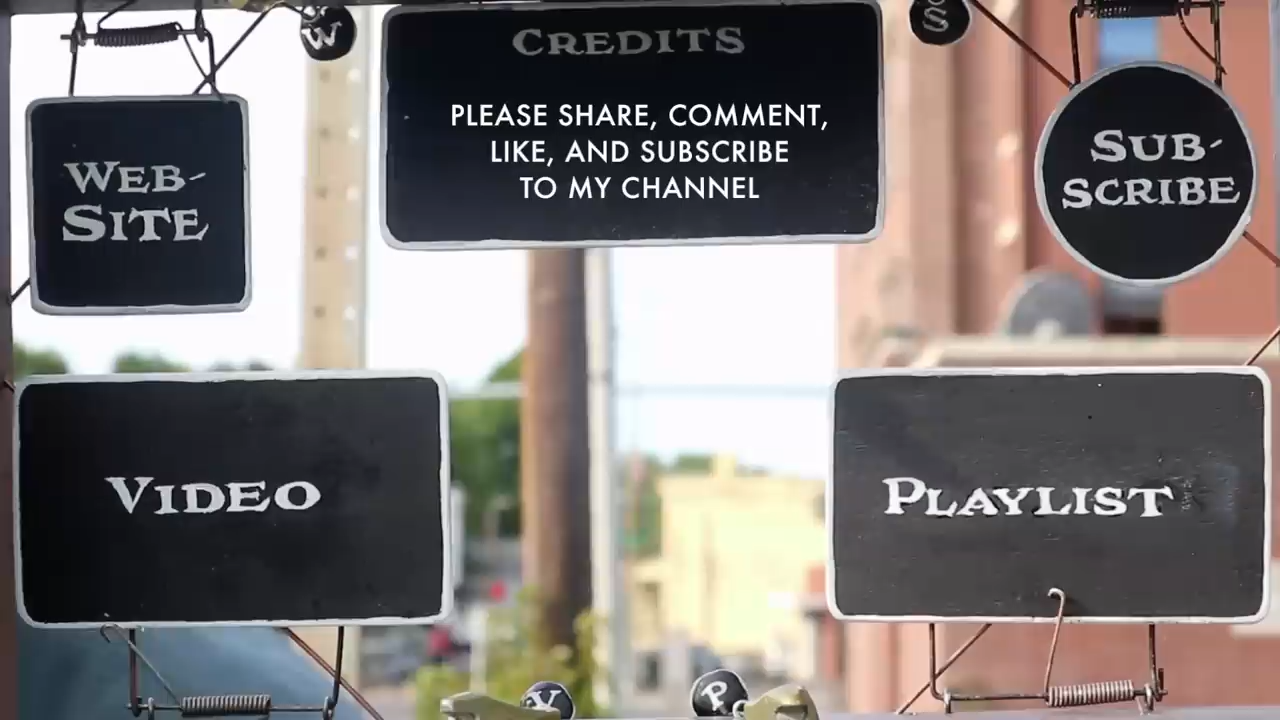 W
S
CREDITS
PLEASE SHARE, COMMENT,
LIKE, AND SUBSCRIBE
TO MY CHANNEL
WEB-
SITE
SUB-
SCRIBE
VIDEO
PLAYLIST
V
P